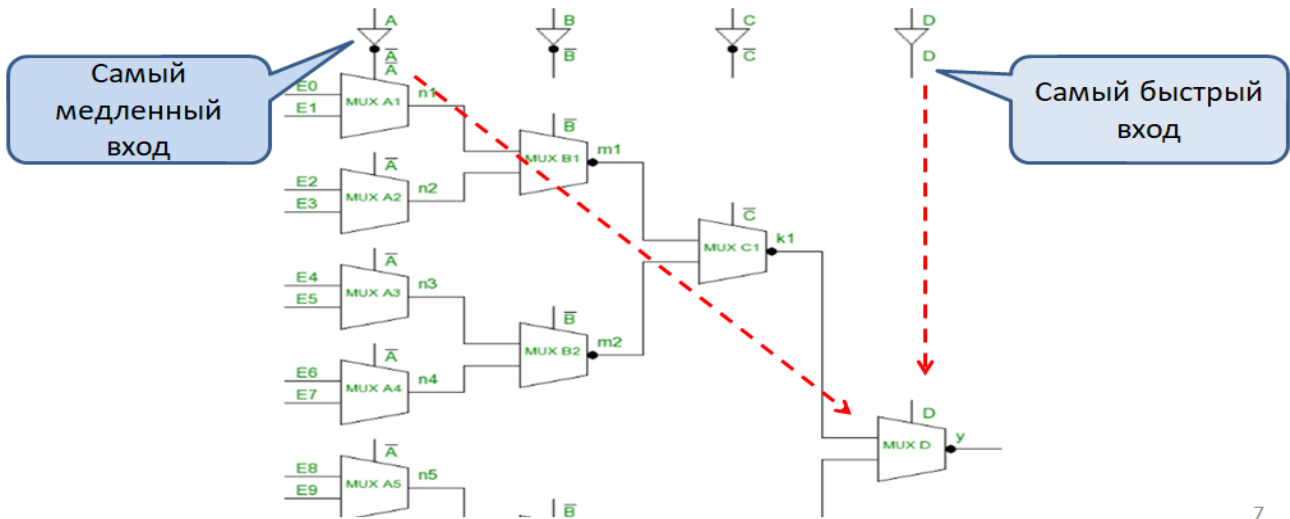 A B C D
A̅ B̅ C̅ D
Самый
медленный
вход
Самый быстрый
вход
A̅
E0
E1
MUX A1
n1
B̅
MUX B1
m1
A̅
E2
E3
MUX A2
n2
C̅
MUX C1
k1
A̅
E4
E5
MUX A3
n3
B̅
MUX B2
m2
A̅
E6
E7
MUX A4
n4
D
MUX D
y
A̅
E8
E9
MUX A5
n5
B̅
7